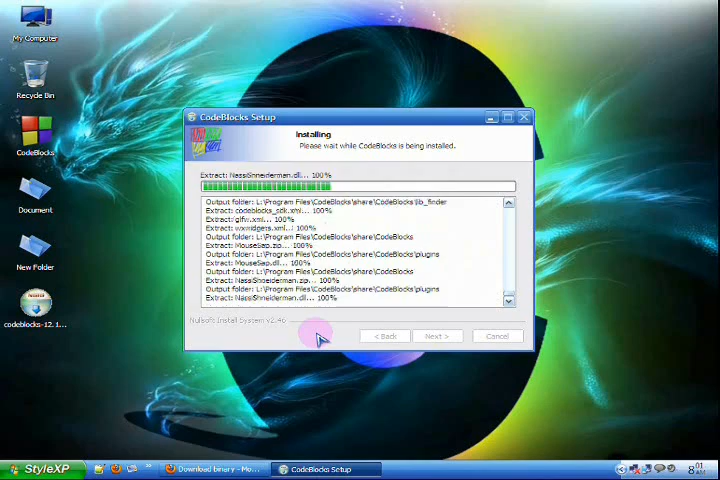 My Computer
Recycle Bin
CodeBlocks
Document
New Folder
codeblocks-12.1...
CodeBlocks Setup
Installing
Please wait while CodeBlocks is being installed.
Extract: NassiShneiderman.dll... 100%
Output folder: L:\Program Files\CodeBlocks\share\CodeBlocks\lib_finder
Extract: codeblocks_sdk.xml... 100%
Extract: glfw.xml... 100%
Extract: wxwidgets.xml... 100%
Output folder: L:\Program Files\CodeBlocks\share\CodeBlocks
Extract: MouseSap.zip... 100%
Output folder: L:\Program Files\CodeBlocks\share\CodeBlocks\plugins
Extract: MouseSap.dll... 100%
Output folder: L:\Program Files\CodeBlocks\share\CodeBlocks
Extract: NassiShneiderman.zip... 100%
Output folder: L:\Program Files\CodeBlocks\share\CodeBlocks\plugins
Extract: NassiShneiderman.dll... 100%
Nullsoft Install System v2.46
< Back
Next >
Cancel
StyleXP
Download binary - Mo...
CodeBlocks Setup
8 01 AM